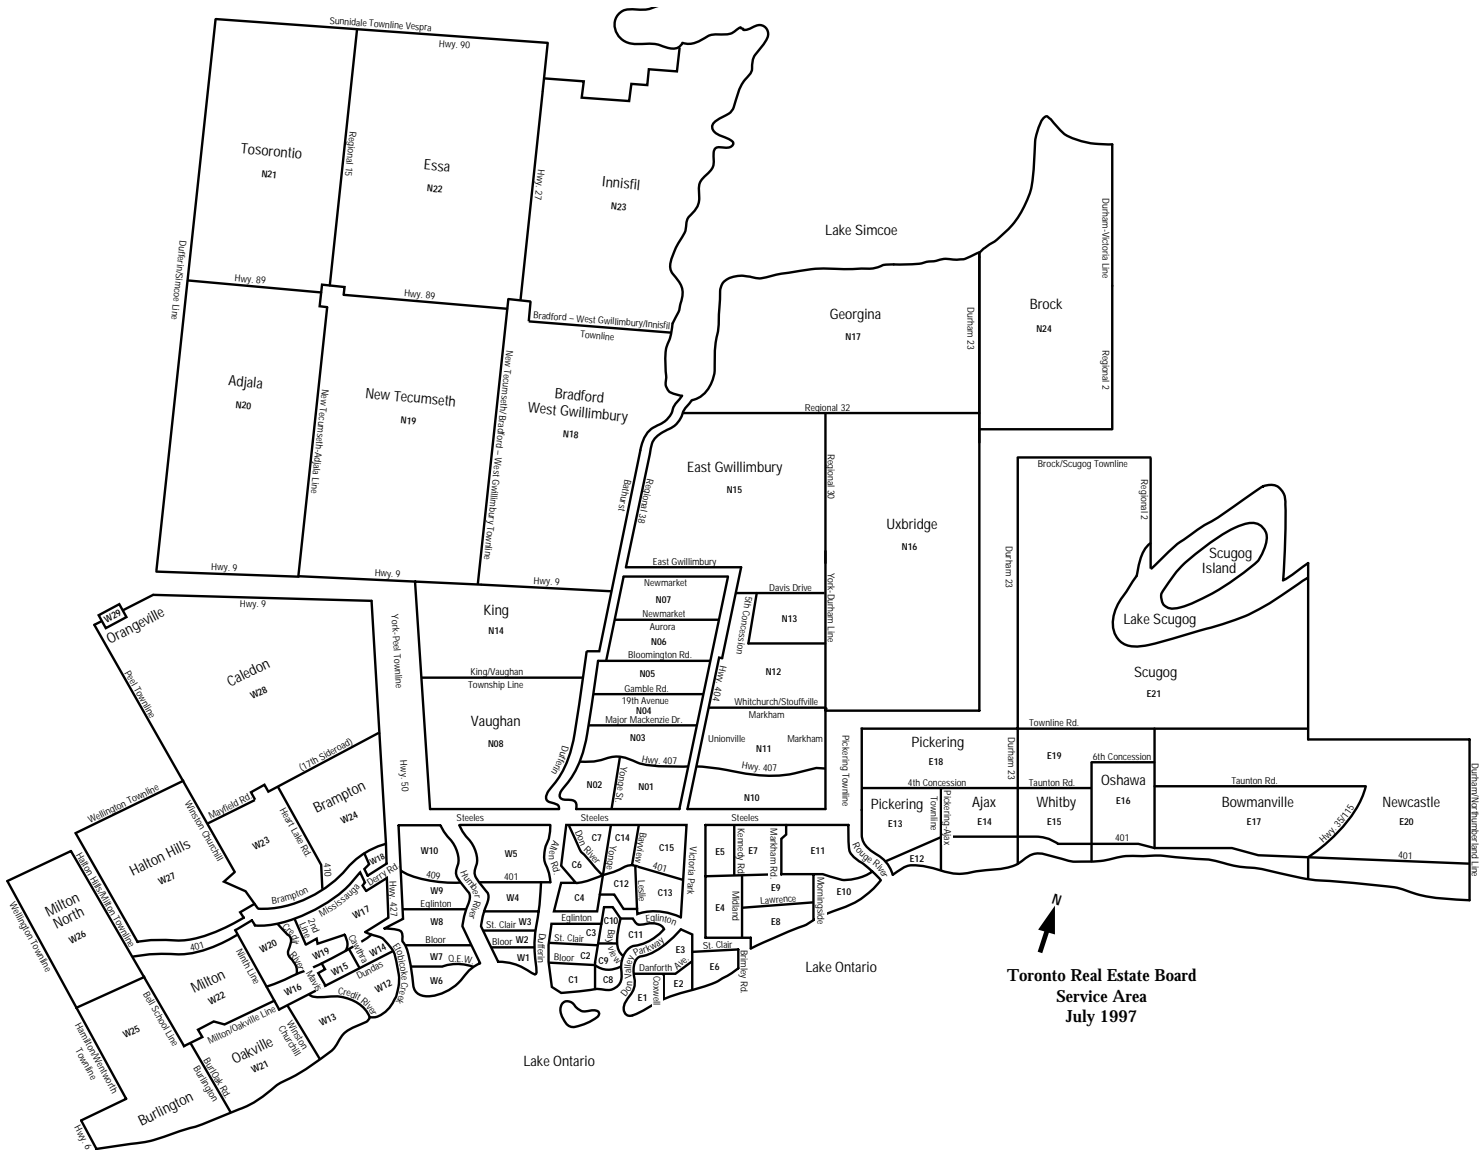 Sunnidale Townline Vespra
Hwy. 90
Tosorontio
N21
Regional 15
Essa
N22
Hwy. 27
Innisfil
N23
Dufferin/Simcoe Line
Hwy. 89
Hwy. 89
Bradford – West Gwillimbury/Innisfil
Townline
Lake Simcoe
Georgina
N17
Durham 23
Brock
N24
Durham-Victoria Line
Regional 2
Adjala
N20
New Tecumseth-Adjala Line
New Tecumseth
N19
New Tecumseth/Bradford – West Gwillimbury Townline
Bradford
West Gwillimbury
N18
Regional 32
Bathurst
Regional 38
East Gwillimbury
N15
Regional 30
Uxbridge
N16
Durham 23
Brock/Scugog Townline
Regional 2
Scugog
Island
Lake Scugog
Scugog
E21
Hwy. 9
Hwy. 9
Hwy. 9
Hwy. 9
W29
Orangeville
Caledon
W28
Peel Townline
York-Peel Townline
Hwy. 50
King
N14
King/Vaughan
Township Line
Vaughan
N08
Dufferin
East Gwillimbury
Newmarket
N07
Newmarket
Aurora
N06
Bloomington Rd.
N05
Gamble Rd.
19th Avenue
N04
Major Mackenzie Dr.
N03
Hwy. 407
N02
Yonge St.
N01
Hwy. 404
5th Concession
Davis Drive
N13
York-Durham Line
N12
Whitchurch/Stouffville
Markham
Unionville
Markham
N11
Hwy. 407
N10
Pickering Townline
Townline Rd.
Pickering
E18
Durham 23
E19
6th Concession
4th Concession
Taunton Rd.
Taunton Rd.
Pickering
E13
Townline
Pickering-Ajax
Ajax
E14
Whitby
E15
Oshawa
E16
401
Bowmanville
E17
Hwy. 35/115
Newcastle
E20
401
Durham/Northumberland Line
E12
Rouge River
(17th Sideroad)
Wellington Townline
Winston Churchill
Mayfield Rd
Brampton
W24
W23
Heart Lake Rd.
410
Halton Hills
W27
Halton Hills/Milton Townline
Milton
North
W26
Wellington Townline
Brampton
Mississauga
W18
Derry Rd.
Hwy. 427
W17
2nd
Line
Credit
River
W20
W19
Mavis
Cawthra
W14
W15
Dundas
W16
W12
Credit River
W13
Etobicoke Creek
401
Ninth Line
Milton
W22
Bell School Line
W25
Hamilton/Wentworth
Townline
Milton/Oakville Line
Winston
Churchill
Oakville
W21
BurlOak Rd.
Burlington
Burlington
Hwy. 6
Steeles
Steeles
Steeles
W10
409
W9
Eglinton
W8
Bloor
W7
Q.E.W.
W6
Humber River
W5
401
W4
St. Clair
W3
Bloor
W2
W1
Allen Rd.
Dufferin
C7
Don River
C6
C14
Yonge
Bayview
C15
401
C4
C12
Leslie
C13
Victoria Park
Eglinton
C10
Eglinton
C3
St. Clair
Bay
view
C11
Bloor
C2
C9
C1
C8
Don Valley Parkway
E3
Danforth
Ave.
Coxwell
E1
E2
St. Clair
E6
Brimley Rd.
E5
Kennedy Rd
E7
Markham Rd.
E11
E4
Midland
E9
Lawrence
E8
Morningside
E10
Lake Ontario
Lake Ontario
N
Toronto Real Estate Board
Service Area
July 1997